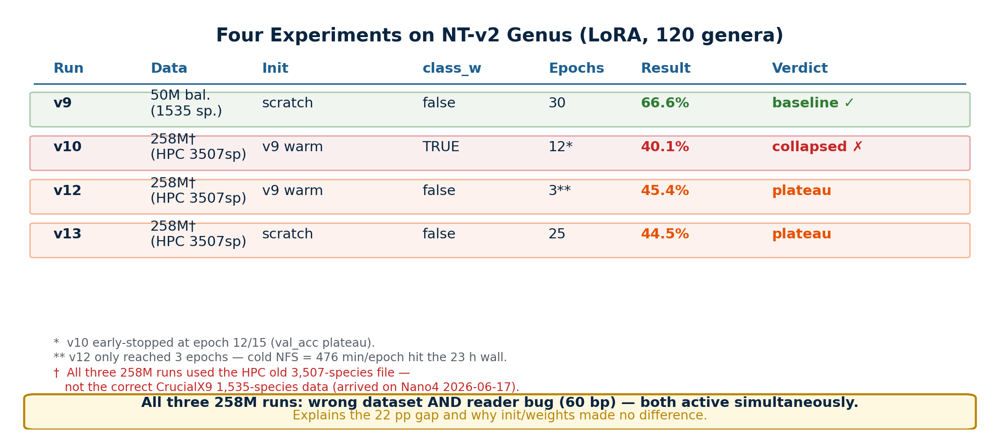 Four Experiments on NT-v2 Genus (LoRA, 120 genera)
Run Data Init class_w Epochs Result Verdict
50M bal.
v9 scratch false 30 66.6% baseline ✓
(1535 sp.)
258M†
v10 v9 warm TRUE 12* 40.1% collapsed ✗
(HPC 3507sp)
258M†
v12 v9 warm false 3** 45.4% plateau
(HPC 3507sp)
258M†
v13 scratch false 25 44.5% plateau
(HPC 3507sp)
* v10 early-stopped at epoch 12/15 (val_acc plateau).
** v12 only reached 3 epochs — cold NFS = 476 min/epoch hit the 23 h wall.
† All three 258M runs used the HPC old 3,507-species file —
not the correct CrucialX9 1,535-species data (arrived on Nano4 2026-06-17).
All three 258M runs: wrong dataset AND reader bug (60 bp) — both active simultaneously.
Explains the 22 pp gap and why init/weights made no difference.